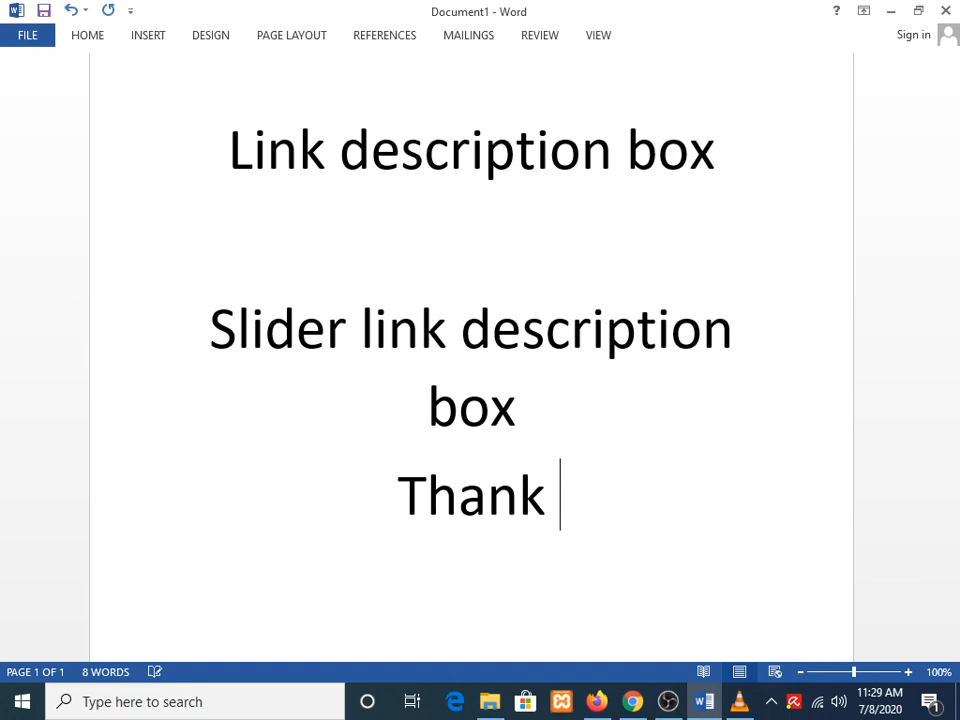 Document1 - Word
?
FILE HOME INSERT DESIGN PAGE LAYOUT REFERENCES MAILINGS REVIEW VIEW Sign in
Link description box
Slider link description
box
Thank
PAGE 1 OF 1 8 WORDS 100%
Type here to search
11:29 AM
7/8/2020
1